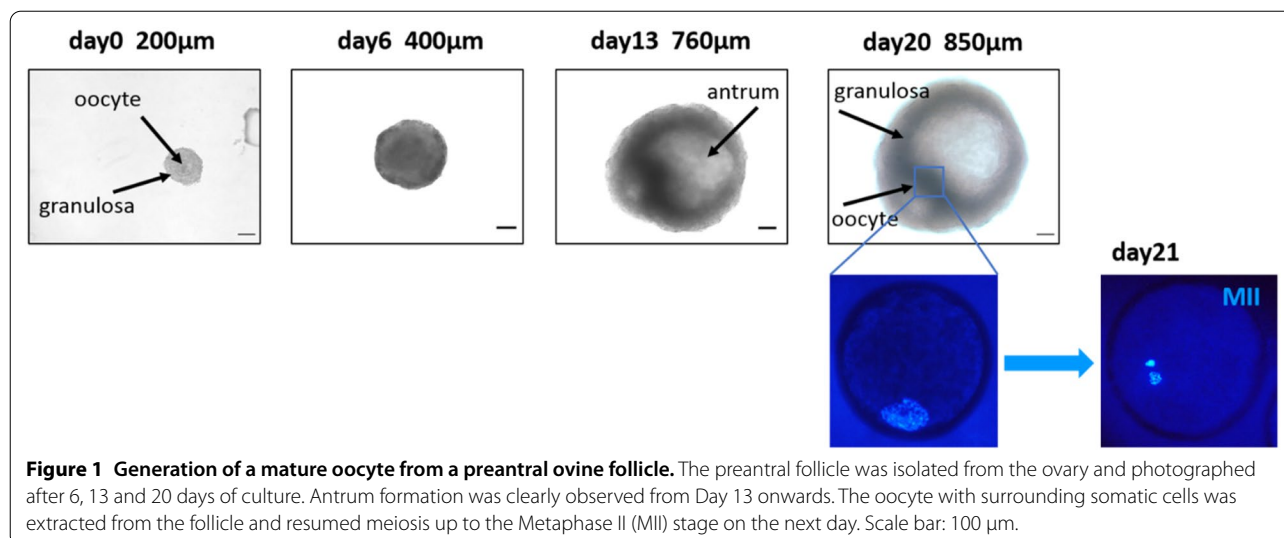 day0 200μm
day6 400μm
day13 760μm
day20 850μm
oocyte
granulosa
antrum
granulosa
oocyte
day21
MII
Figure 1 Generation of a mature oocyte from a preantral ovine follicle. The preantral follicle was isolated from the ovary and photographed
after 6, 13 and 20 days of culture. Antrum formation was clearly observed from Day 13 onwards. The oocyte with surrounding somatic cells was
extracted from the follicle and resumed meiosis up to the Metaphase II (MII) stage on the next day. Scale bar: 100 μm.